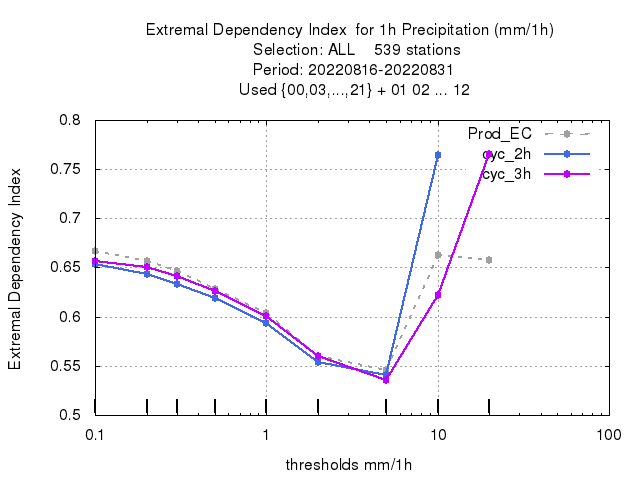 Extremal Dependency Index  for 1h Precipitation (mm/1h)
Selection: ALL    539 stations
Period: 20220816-20220831
Used {00,03,...,21} + 01 02 ... 12
Prod_EC
cyc_2h
cyc_3h
Extremal Dependency Index
0.8
0.75
0.7
0.65
0.6
0.55
0.5
0.1 1 10 100
thresholds mm/1h